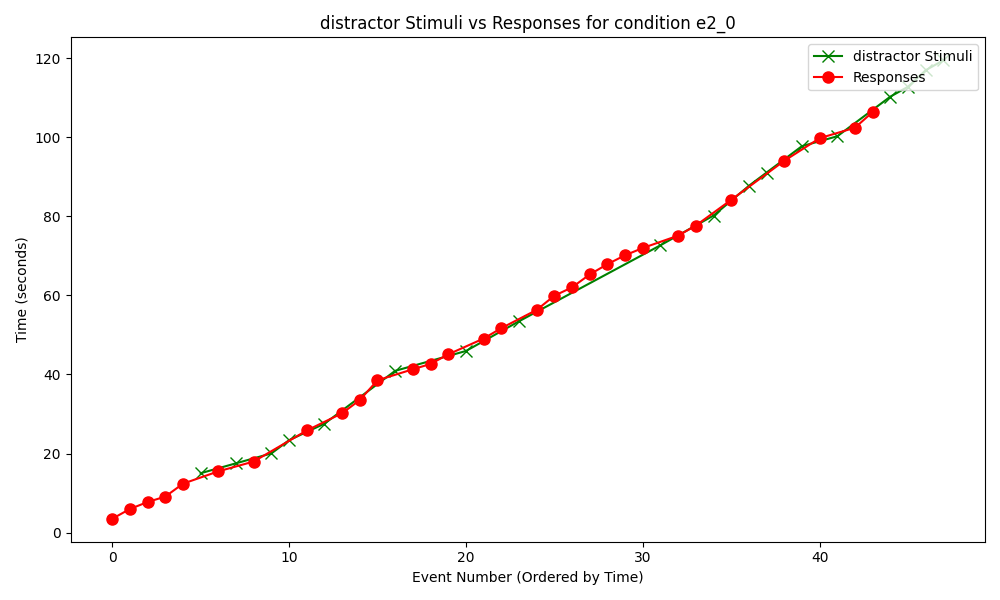 distractor Stimuli vs Responses for condition e2_0
distractor Stimuli
Responses
Time (seconds)
120
100
80
60
40
20
0
0 10 20 30 40
Event Number (Ordered by Time)